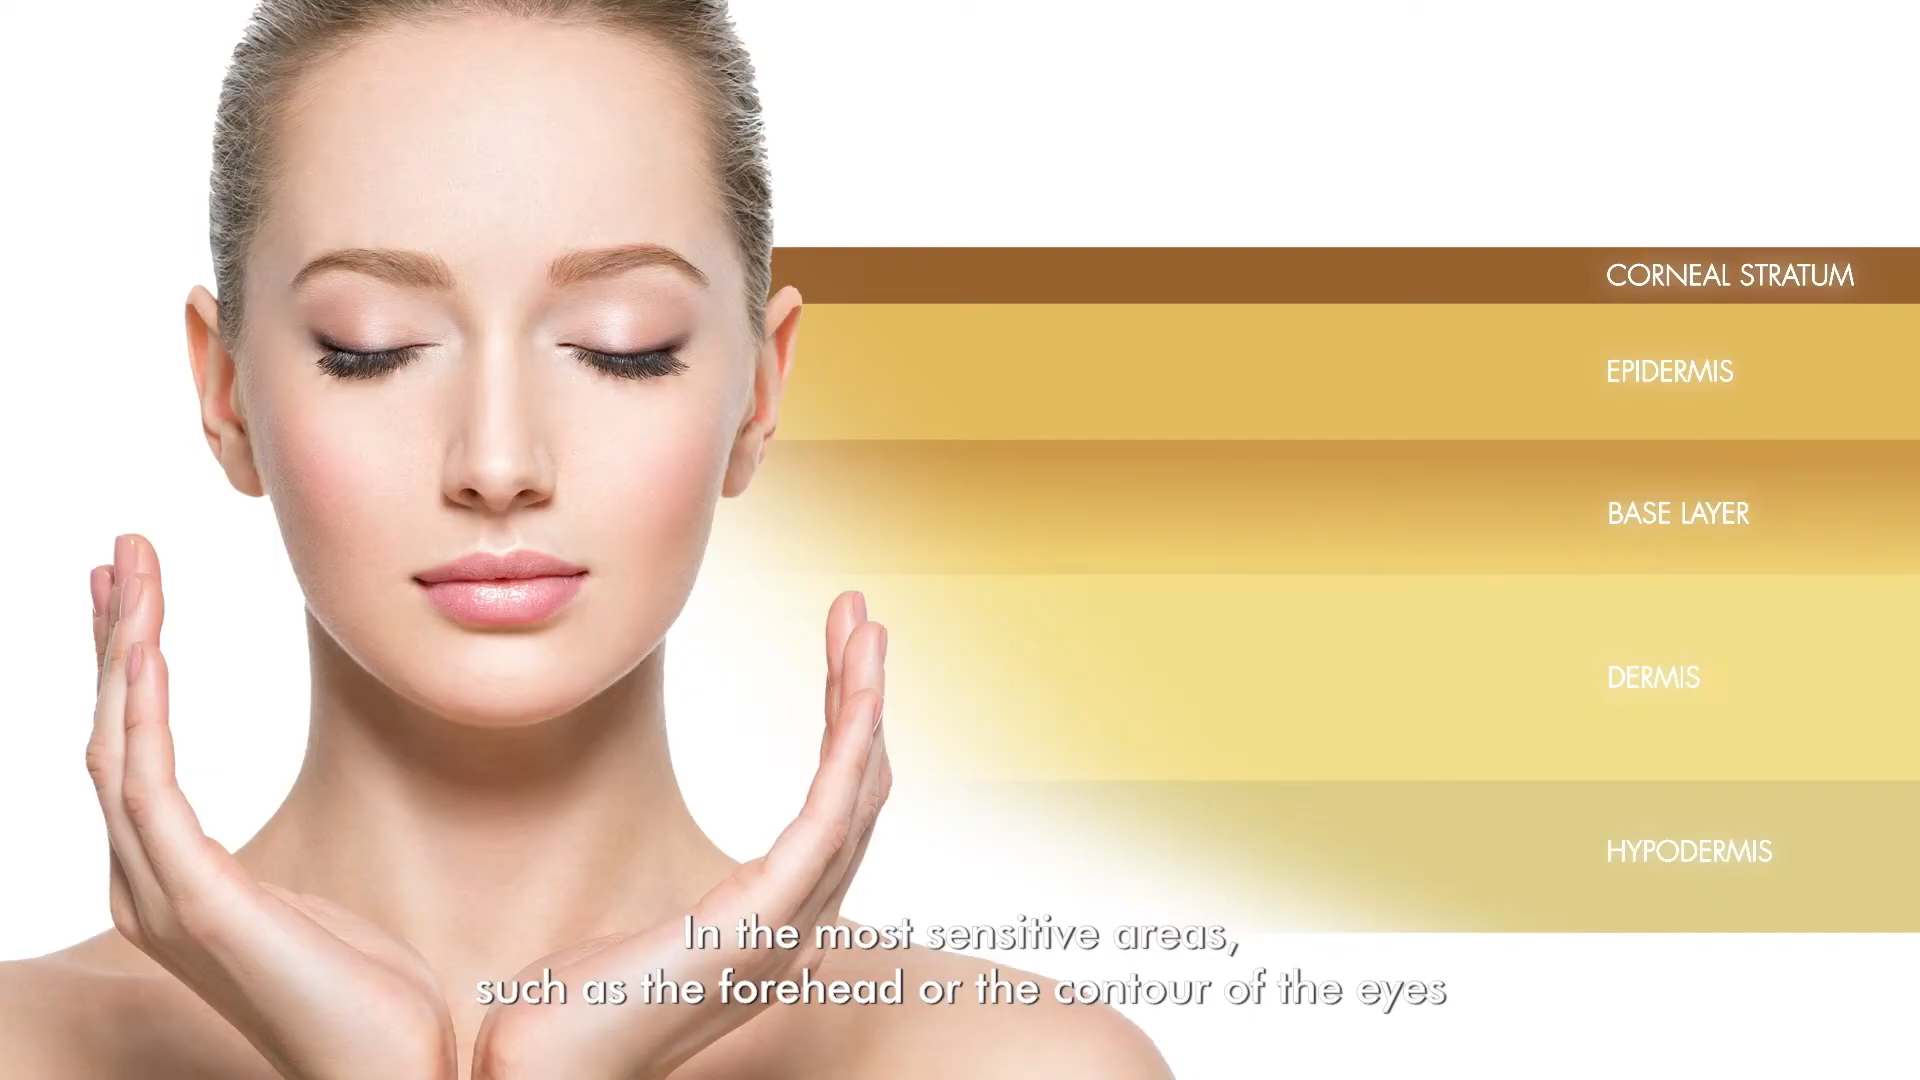 CORNEAL STRATUM
EPIDERMIS
BASE LAYER
DERMIS
HYPODERMIS
In the most sensitive areas,
such as the forehead or the contour of the eyes